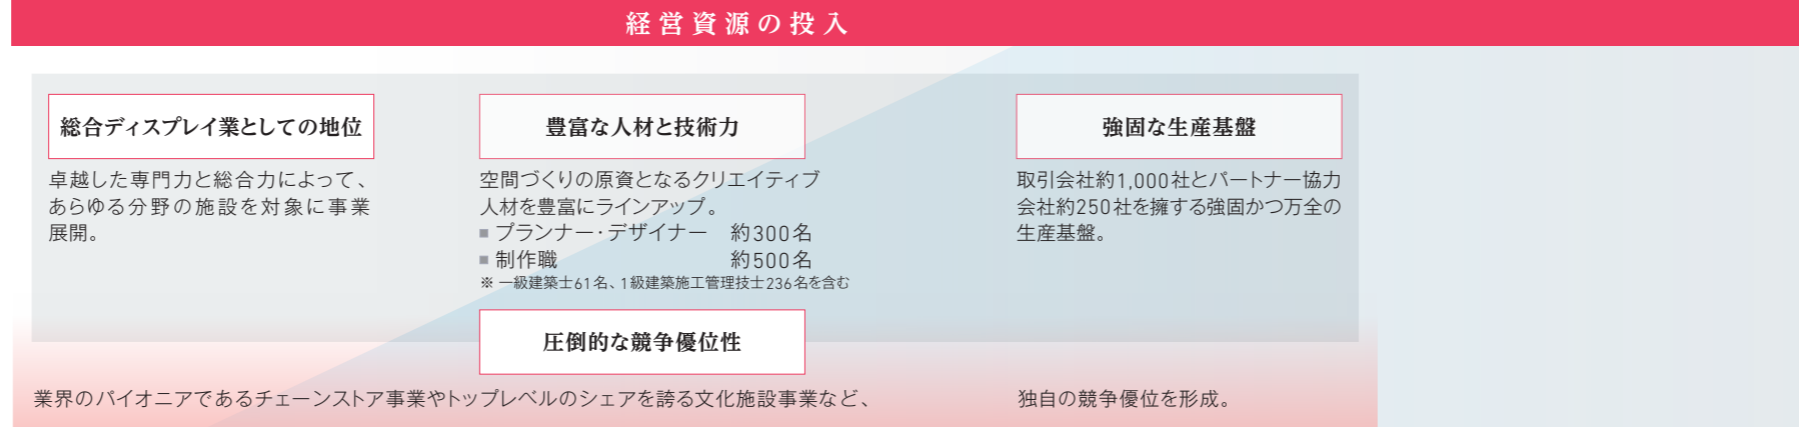 経営資源の投入
総合ディスプレイ業としての地位
卓越した専門力と総合力によって、
あらゆる分野の施設を対象に事業
展開。
豊富な人材と技術力
空間づくりの原資となるクリエイティブ
人材を豊富にラインアップ。
■ プランナー・デザイナー 約300名
■ 制作職 約500名
※ 一級建築士61名、1級建築施工管理技士236名を含む
強固な生産基盤
取引会社約1,000社とパートナー協力
会社約250社を擁する強固かつ万全の
生産基盤。
圧倒的な競争優位性
業界のパイオニアであるチェーンストア事業やトップレベルのシェアを誇る文化施設事業など、 独自の競争優位を形成。